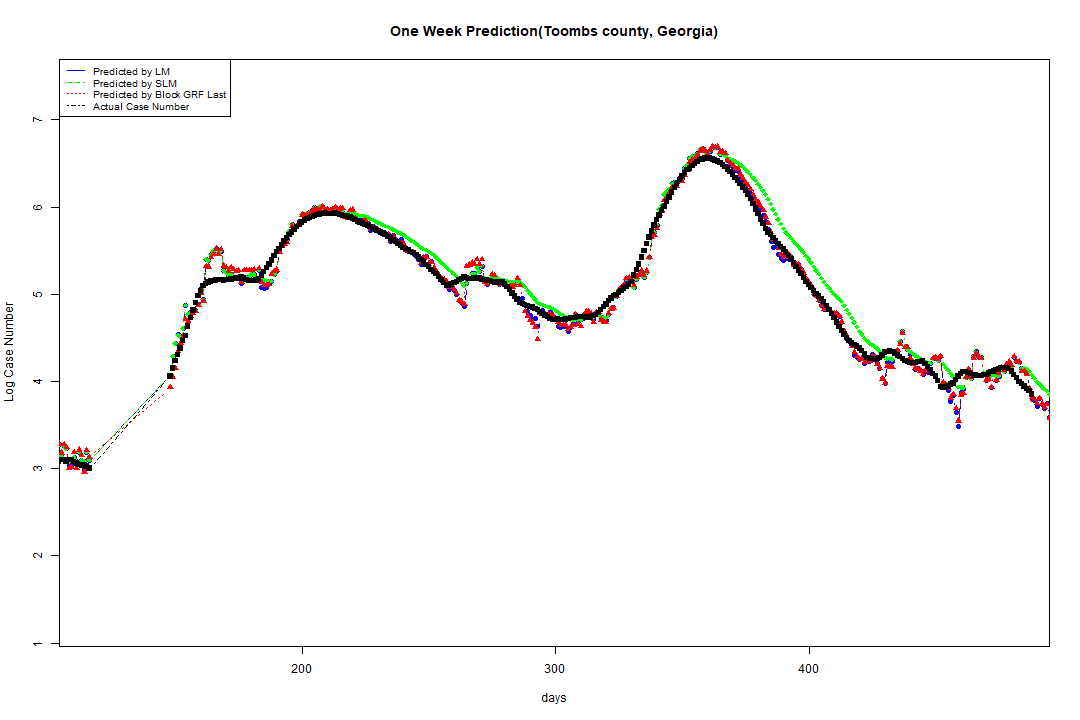 One Week Prediction(Toombs county, Georgia)
Predicted by LM
Predicted by SLM
Predicted by Block GRF Last
Actual Case Number
7
6
5
4
3
2
1
Log Case Number
200
300
400
days